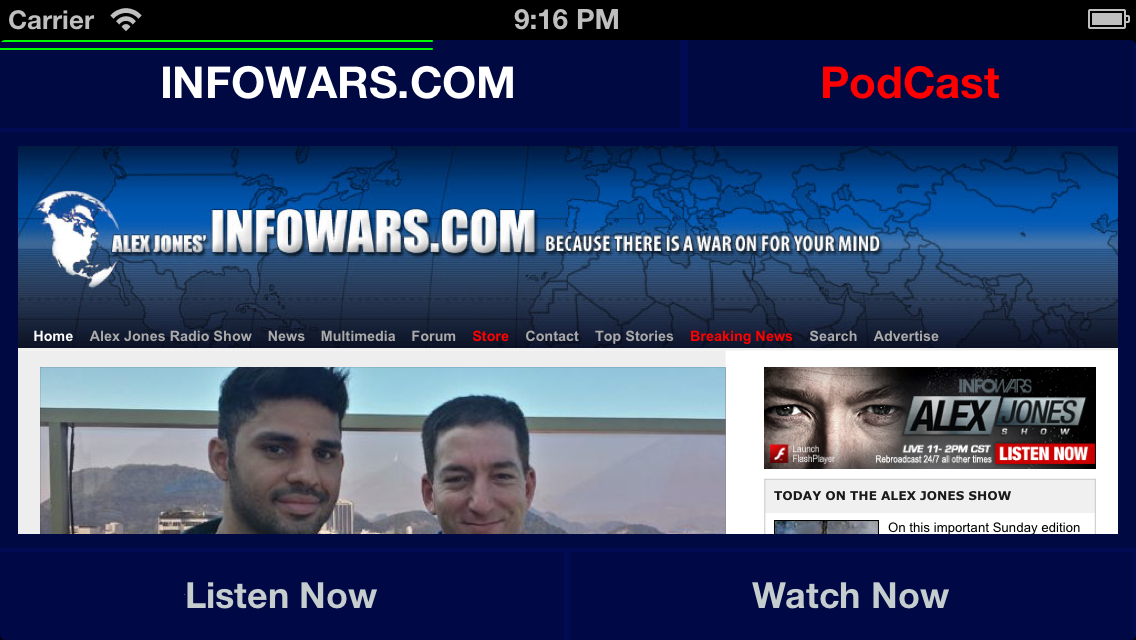 Carrier 9:16 PM
INFOWARS.COM PodCast
ALEX JONES' INFOWARS.COM BECAUSE THERE IS A WAR ON FOR YOUR MIND
Home Alex Jones Radio Show News Multimedia Forum Store Contact Top Stories Breaking News Search Advertise
INFOWARS
ALEX JONES
SHOW
Launch
FlashPlayer
LIVE 11- 2PM CST
Rebroadcast 24/7 all other times
LISTEN NOW
TODAY ON THE ALEX JONES SHOW
On this important Sunday edition
Listen Now Watch Now